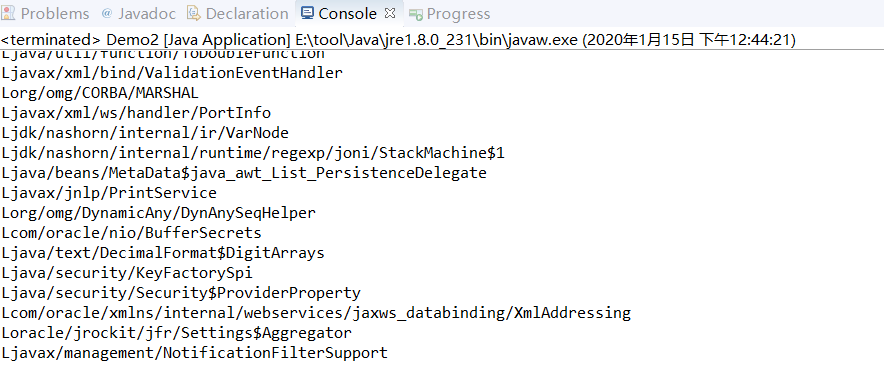 Problems @ Javadoc Declaration Console Progress
<terminated> Demo2 [Java Application] E:\tool\Java\jre1.8.0_231\bin\javaw.exe (2020年1月15日 下午12:44:21)
Ljava/util/function/ToDoubleFunction
Ljavax/xml/bind/ValidationEventHandler
Lorg/omg/CORBA/MARSHAL
Ljavax/xml/ws/handler/PortInfo
Ljdk/nashorn/internal/ir/VarNode
Ljdk/nashorn/internal/runtime/regexp/joni/StackMachine$1
Ljava/beans/MetaData$java_awt_List_PersistenceDelegate
Ljavax/jnlp/PrintService
Lorg/omg/DynamicAny/DynAnySeqHelper
Lcom/oracle/nio/BufferSecrets
Ljava/text/DecimalFormat$DigitArrays
Ljava/security/KeyFactorySpi
Ljava/security/Security$ProviderProperty
Lcom/oracle/xmlns/internal/webservices/jaxws_databinding/XmlAddressing
Loracle/jrockit/jfr/Settings$Aggregator
Ljavax/management/NotificationFilterSupport